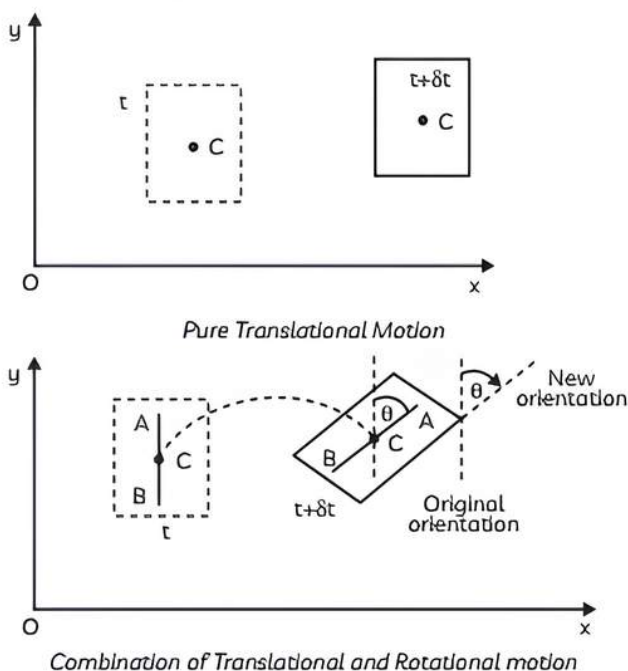 y
t
C
t+δt
C
O
x
Pure Translational Motion
y
A
C
B
t
θ
A
C
B
t+δt
θ
New
orientation
Original
orientation
O
x
Combination of Translational and Rotational motion